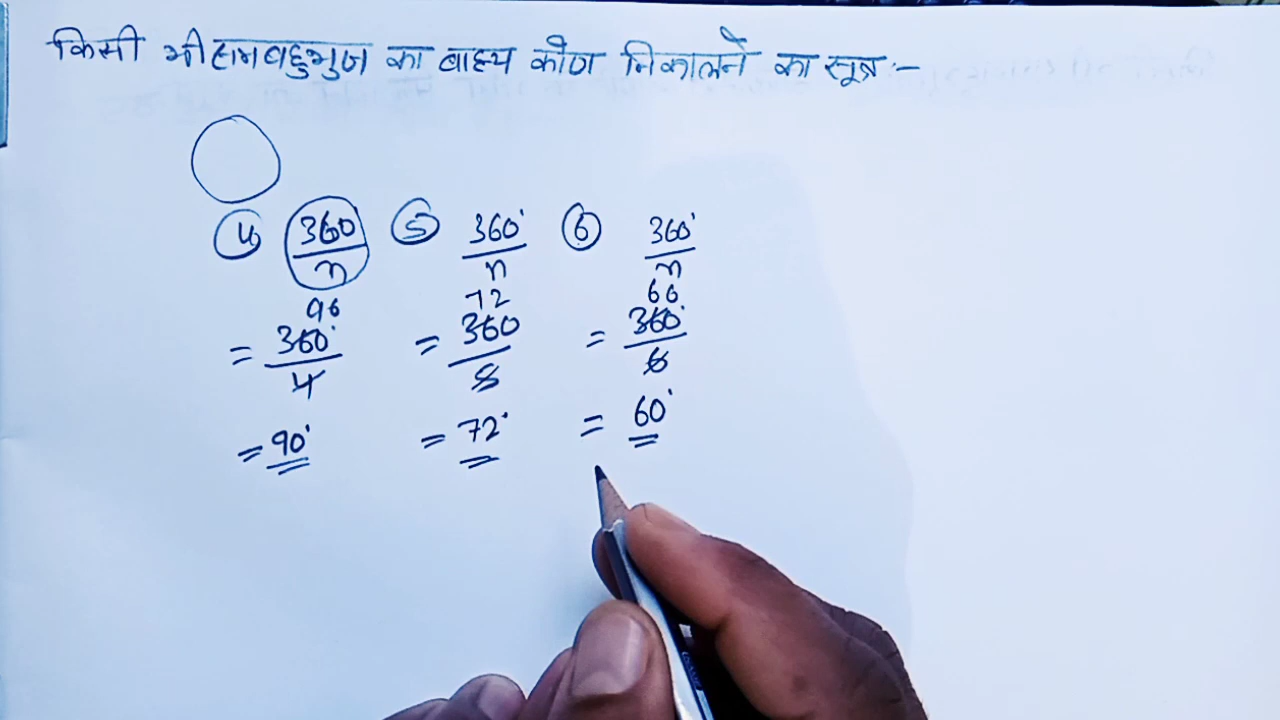 किसी भी समबहुभुज का बाह्य कोण निकालने का सूत्र :-
④ 360/n ⑤ 360°/n ⑥ 360°/n
90 72 60
= 360°/4 = 360/5 = 360°/6
= 90° = 72° = 60°